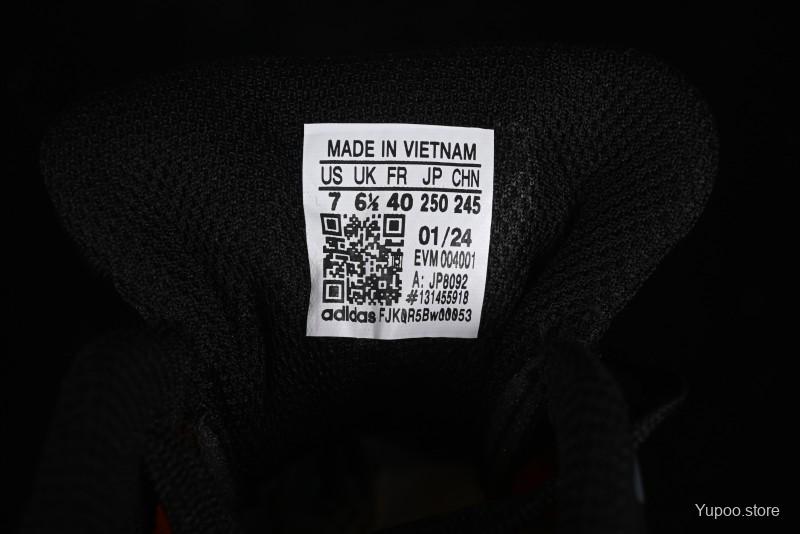 MADE IN VIETNAM
US UK FR JP CHN
7 6½ 40 250 245
01/24
EVM 004001
A: JP8092
#131455918
adidas FJKQR5Bw00053
Yupoo.store